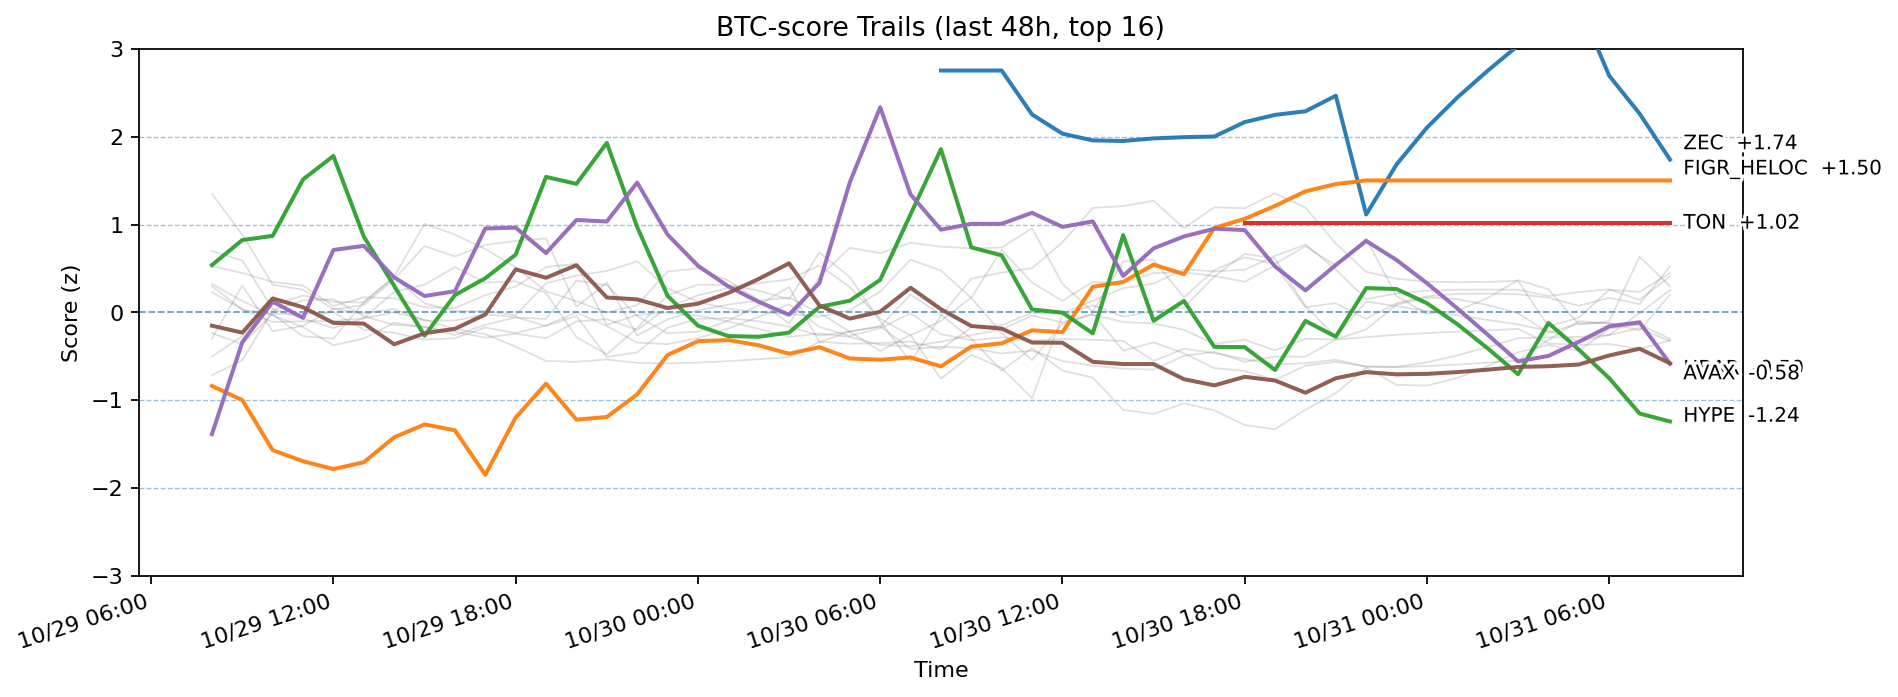 BTC-score Trails (last 48h, top 16)
Score (z)
3
2
1
0
−1
−2
−3
ZEC +1.74
FIGR_HELOC +1.50
TON +1.02
AVAX -0.58
HYPE -1.24
10/29 06:00
10/29 12:00
10/29 18:00
10/30 00:00
10/30 06:00
10/30 12:00
10/30 18:00
10/31 00:00
10/31 06:00
Time